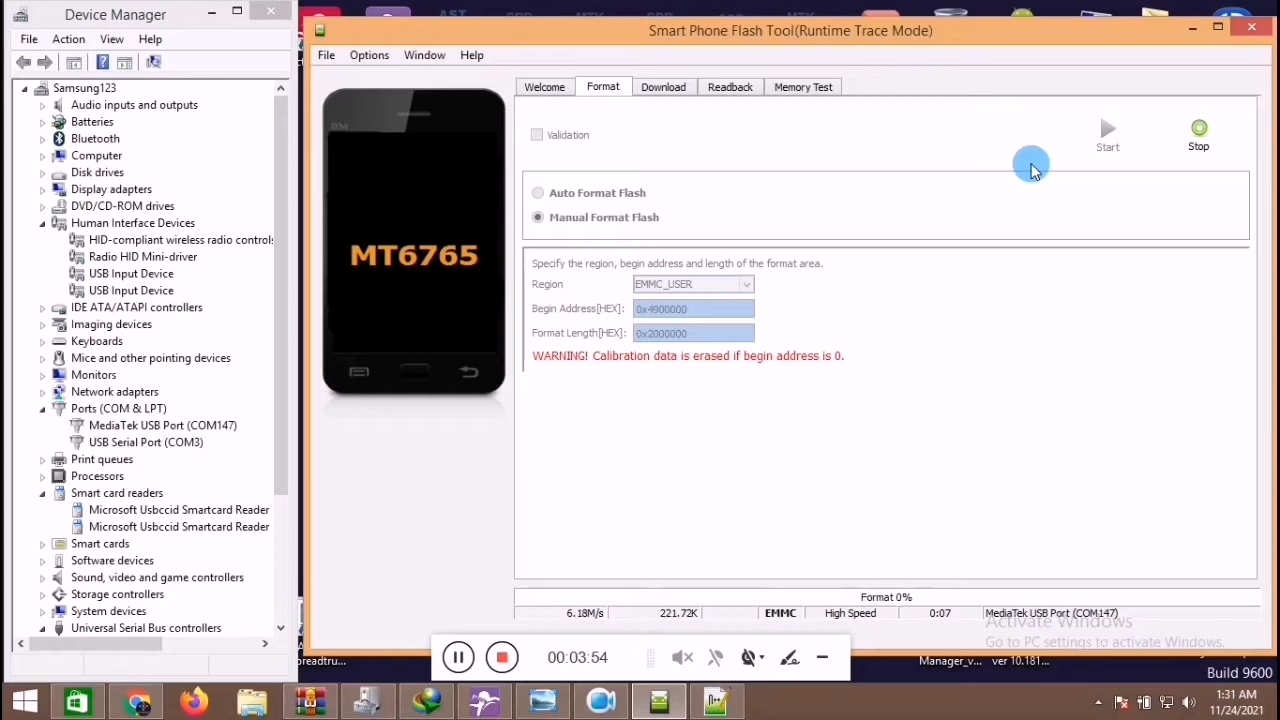 Device Manager
File Action View Help
Samsung123
Audio inputs and outputs
Batteries
Bluetooth
Computer
Disk drives
Display adapters
DVD/CD-ROM drives
Human Interface Devices
HID-compliant wireless radio controls
Radio HID Mini-driver
USB Input Device
USB Input Device
IDE ATA/ATAPI controllers
Imaging devices
Keyboards
Mice and other pointing devices
Monitors
Network adapters
Ports (COM & LPT)
MediaTek USB Port (COM147)
USB Serial Port (COM3)
Print queues
Processors
Smart card readers
Microsoft Usbccid Smartcard Reader
Microsoft Usbccid Smartcard Reader
Smart cards
Software devices
Sound, video and game controllers
Storage controllers
System devices
Universal Serial Bus controllers
Smart Phone Flash Tool(Runtime Trace Mode)
File Options Window Help
MT6765
Welcome Format Download Readback Memory Test
Validation
Start Stop
Auto Format Flash
Manual Format Flash
Specify the region, begin address and length of the format area.
Region EMMC_USER
Begin Address[HEX]: 0x4900000
Format Length[HEX]: 0x2000000
WARNING! Calibration data is erased if begin address is 0.
Format 0%
6.18M/s 221.72K EMMC High Speed 0:07 MediaTek USB Port (COM147)
Activate Windows
Go to PC settings to activate Windows.
00:03:54
Manager_v... ver 10.181...
Build 9600
1:31 AM
11/24/2021